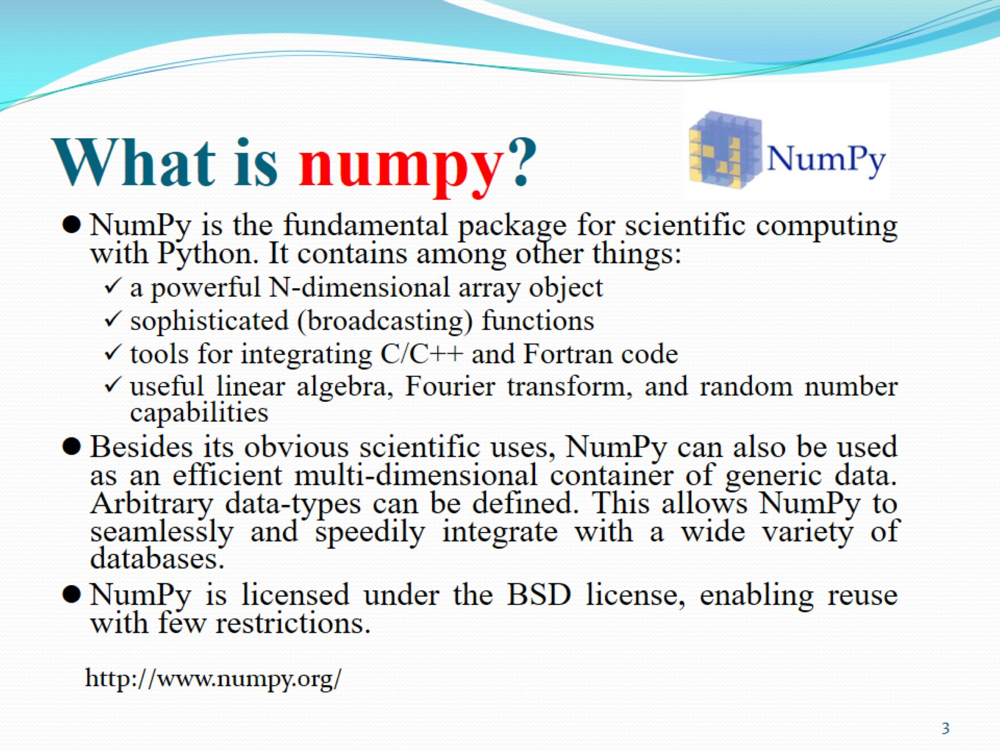 What is numpy?
NumPy
● NumPy is the fundamental package for scientific computing
with Python. It contains among other things:
✓ a powerful N-dimensional array object
✓ sophisticated (broadcasting) functions
✓ tools for integrating C/C++ and Fortran code
✓ useful linear algebra, Fourier transform, and random number
capabilities
● Besides its obvious scientific uses, NumPy can also be used
as an efficient multi-dimensional container of generic data.
Arbitrary data-types can be defined. This allows NumPy to
seamlessly and speedily integrate with a wide variety of
databases.
● NumPy is licensed under the BSD license, enabling reuse
with few restrictions.
http://www.numpy.org/
3